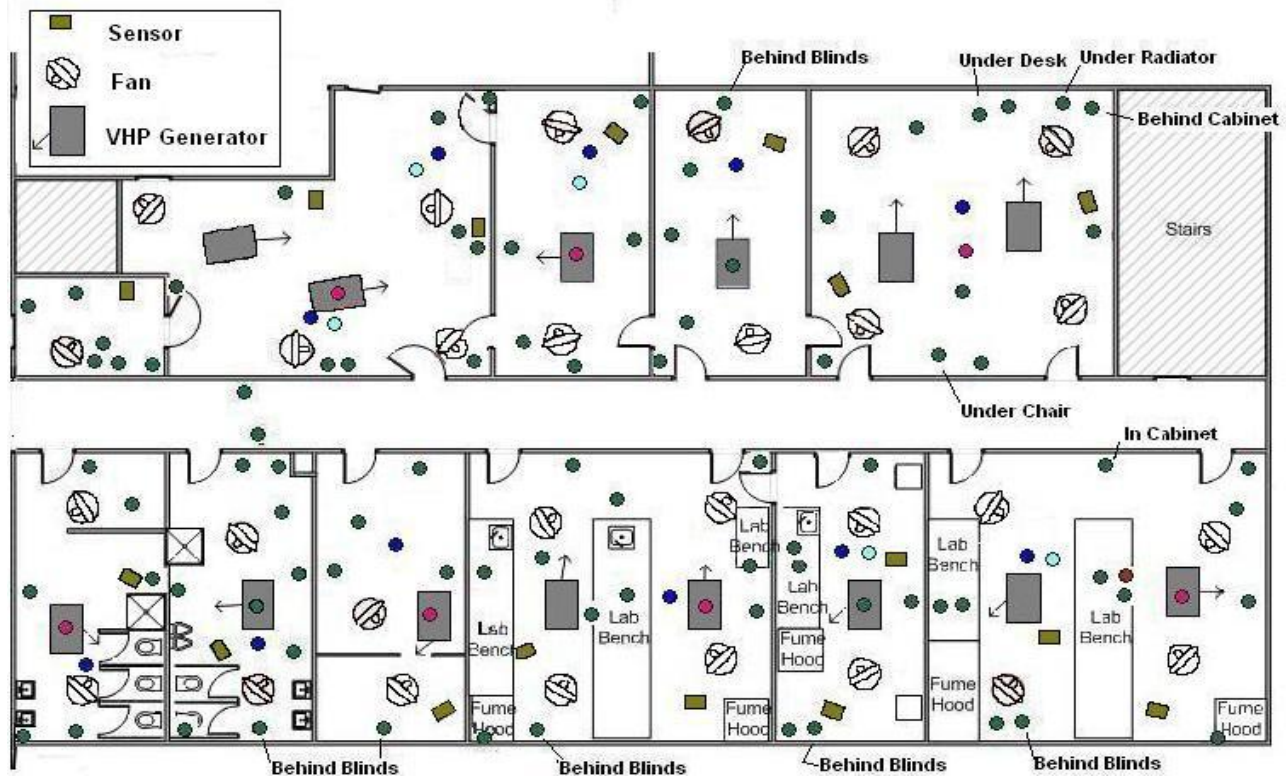 Sensor
Fan
VHP Generator
Behind Blinds
Under Desk
Under Radiator
Behind Cabinet
Stairs
Under Chair
In Cabinet
Lab
Bench
Lab
Bench
Lab
Bench
Lsb
Bench
Lab
Bench
Lab
Bench
Lab
Bench
Fume
Hood
Fume
Hood
Fume
Hood
Fume
Hood
Fume
Hood
Behind Blinds
Behind Blinds
Behind Blinds
Behind Blinds